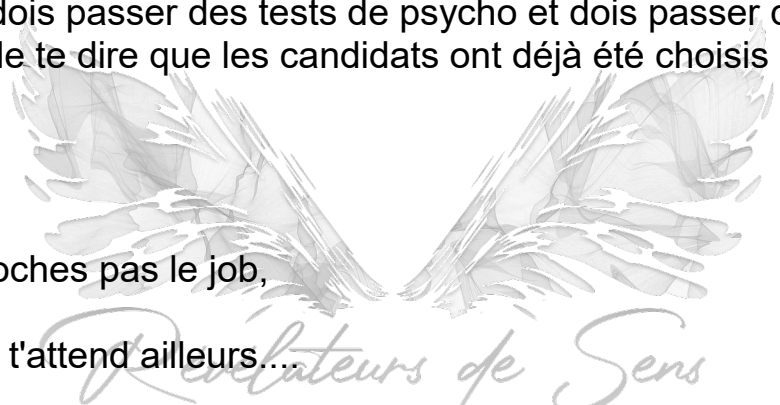 dois passer des tests de psycho et dois passer
de te dire que les candidats ont déjà été choisis
oches pas le job,
t'attend ailleurs....
Révélateurs de Sens